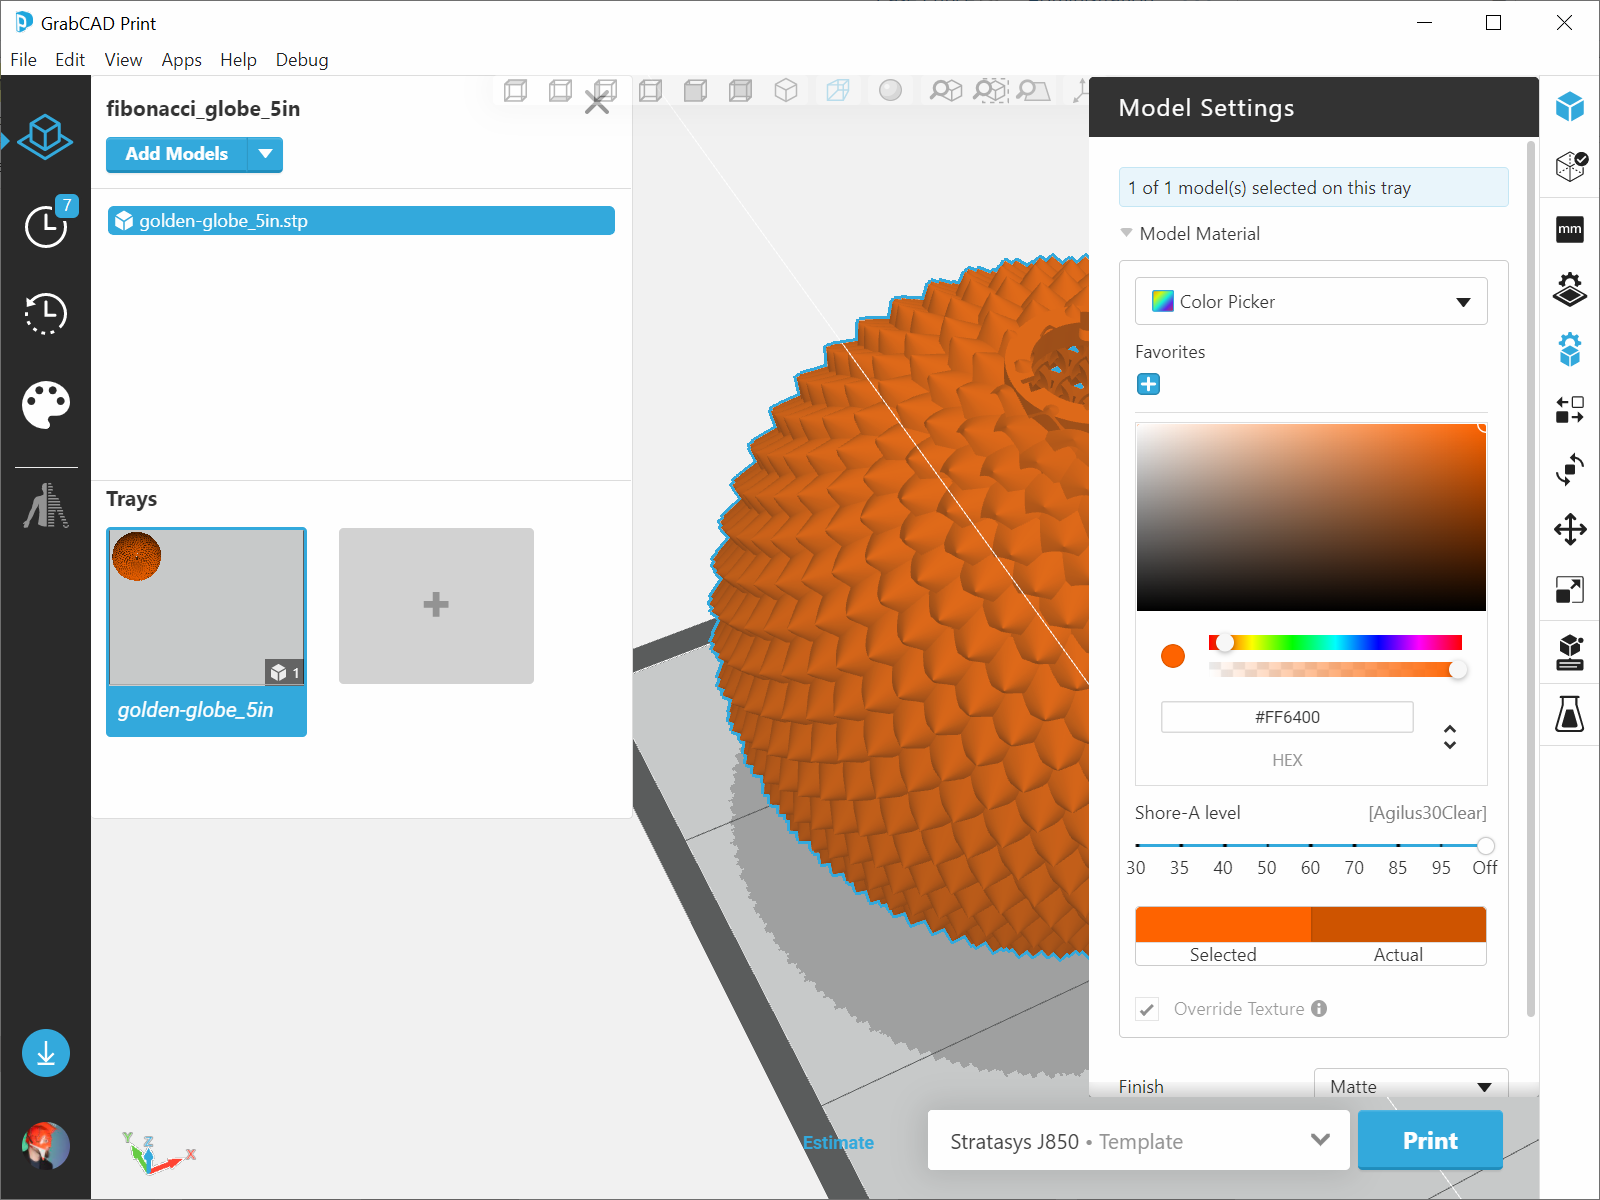 GrabCAD Print
File Edit View Apps Help Debug
fibonacci_globe_5in
Add Models
golden-globe_5in.stp
7
Trays
1
golden-globe_5in
Y Z X
Estimate
Stratasys J850 • Template
Print
Model Settings
1 of 1 model(s) selected on this tray
Model Material
Color Picker
Favorites
#FF6400
HEX
Shore-A level [Agilus30Clear]
30 35 40 50 60 70 85 95 Off
Selected Actual
Override Texture
Finish Matte
mm